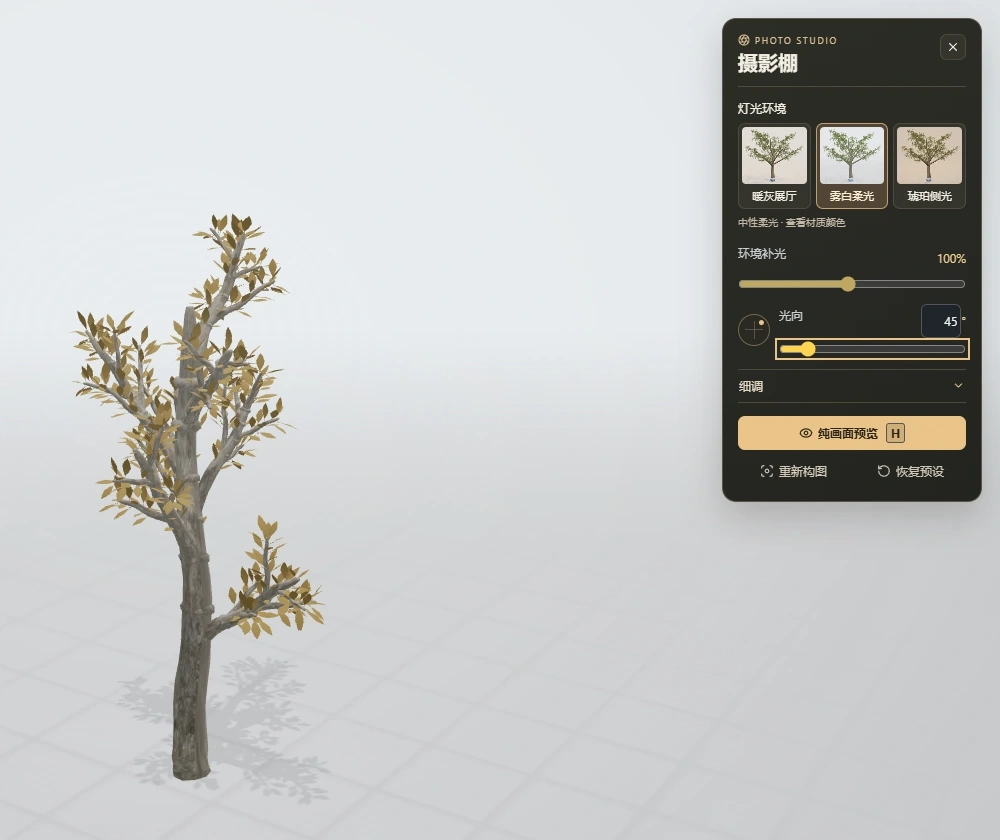 PHOTO STUDIO
摄影棚
灯光环境
暖灰展厅
雾白柔光
琥珀侧光
中性柔光 · 查看材质颜色
环境补光
100%
光向
45°
细调
纯画面预览 H
重新构图
恢复预设